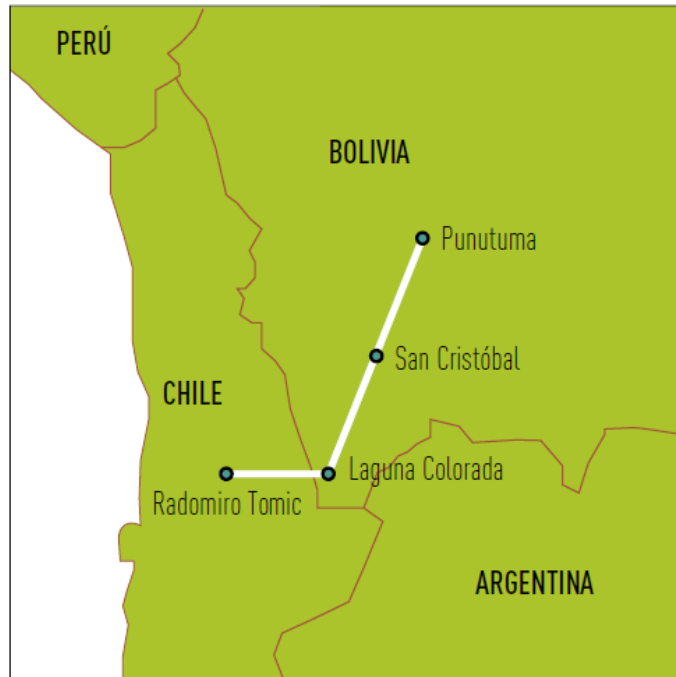 PERÚ
BOLIVIA
Punutuma
San Cristóbal
CHILE
Laguna Colorada
Radomiro Tomic
ARGENTINA